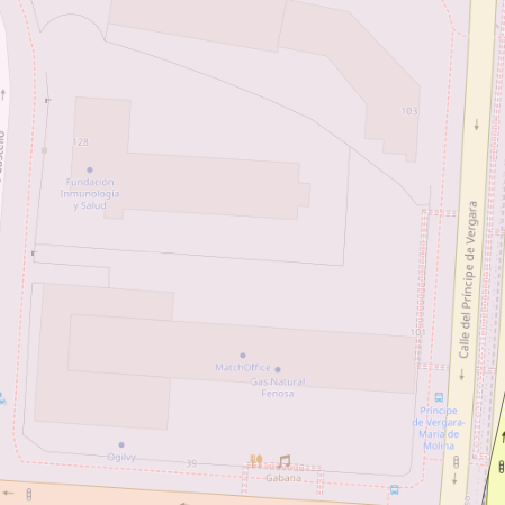 103
128
Fundación
Inmunología
y Salud
Calle del Príncipe de Vergara
101
MatchOffice
Gas Natural
Fenosa
Príncipe
de Vergara-
María de
Molina
Ogilvy
39
Gabana